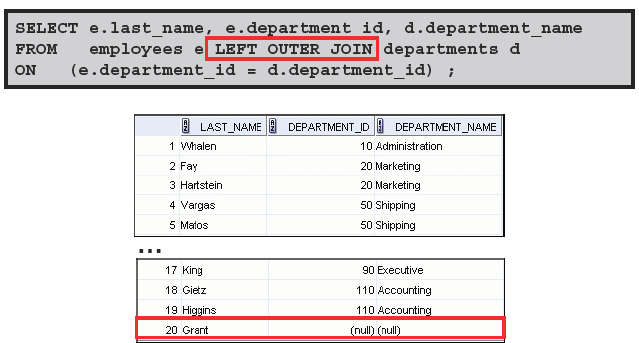 SELECT e.last_name, e.department_id, d.department_name
FROM employees e LEFT OUTER JOIN departments d
ON (e.department_id = d.department_id) ;
LAST_NAME DEPARTMENT_ID DEPARTMENT_NAME
1 Whalen 10 Administration
2 Fay 20 Marketing
3 Hartstein 20 Marketing
4 Vargas 50 Shipping
5 Matos 50 Shipping
...
17 King 90 Executive
18 Gietz 110 Accounting
19 Higgins 110 Accounting
20 Grant (null) (null)